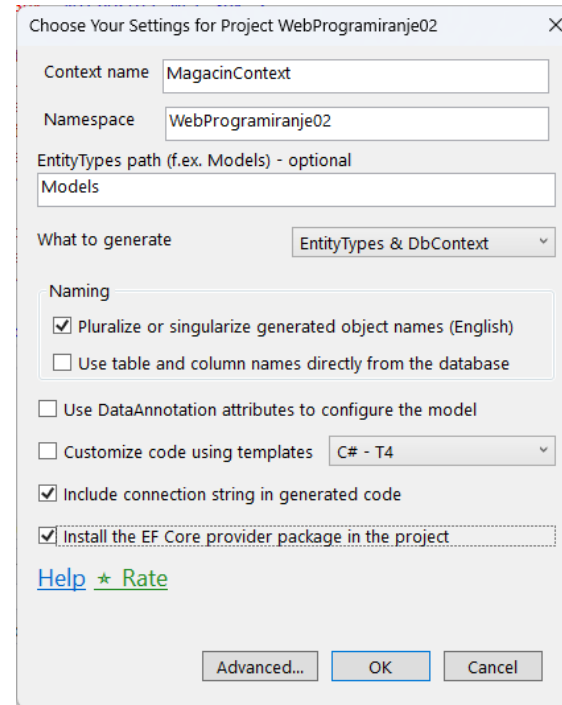 Choose Your Settings for Project WebProgramiranje02
Context name MagacinContext
Namespace WebProgramiranje02
EntityTypes path (f.ex. Models) - optional
Models
What to generate EntityTypes & DbContext
Naming
Pluralize or singularize generated object names (English)
Use table and column names directly from the database
Use DataAnnotation attributes to configure the model
Customize code using templates C# - T4
Include connection string in generated code
Install the EF Core provider package in the project
Help ★ Rate
Advanced... OK Cancel